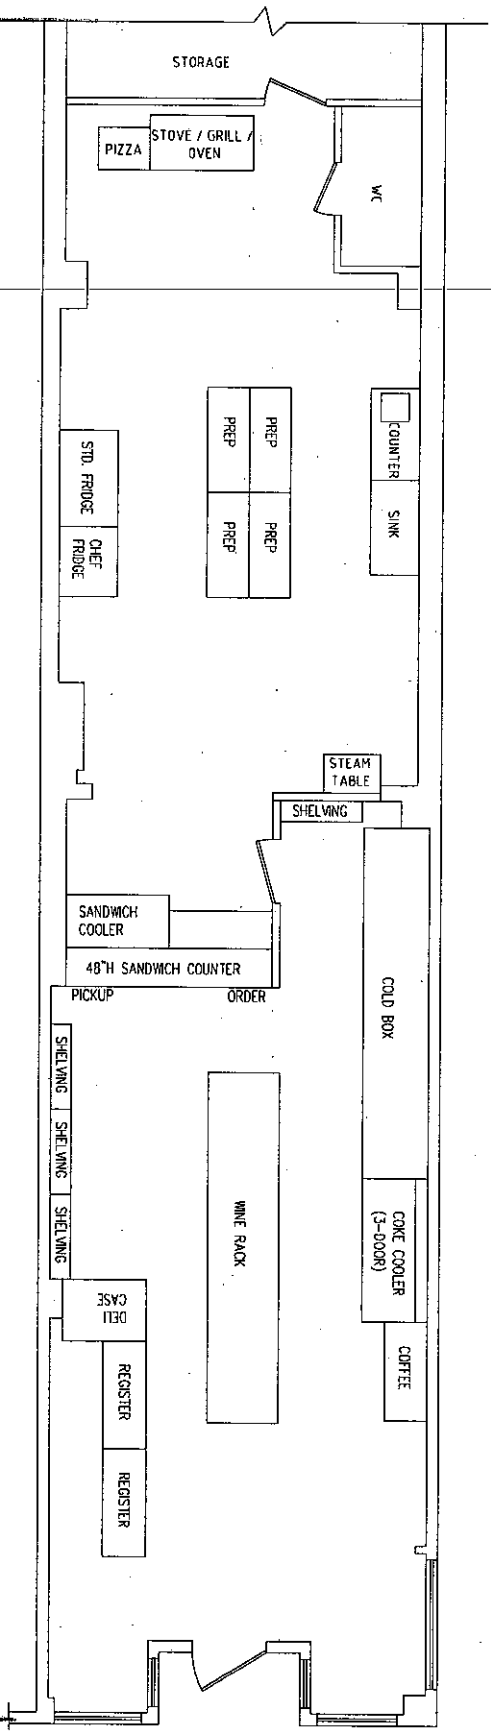 STORAGE
PIZZA
STOVE / GRILL /
OVEN
WC
PREP
PREP
COUNTER
STD. FRIDGE
CHEF
FRIDGE
PREP
PREP
SINK
STEAM
TABLE
SHELVING
SANDWICH
COOLER
48"H SANDWICH COUNTER
PICKUP
ORDER
COLD BOX
SHELVING
SHELVING
SHELVING
WINE RACK
COKE COOLER
(3-DOOR)
DELI
CASE
COFFEE
REGISTER
REGISTER